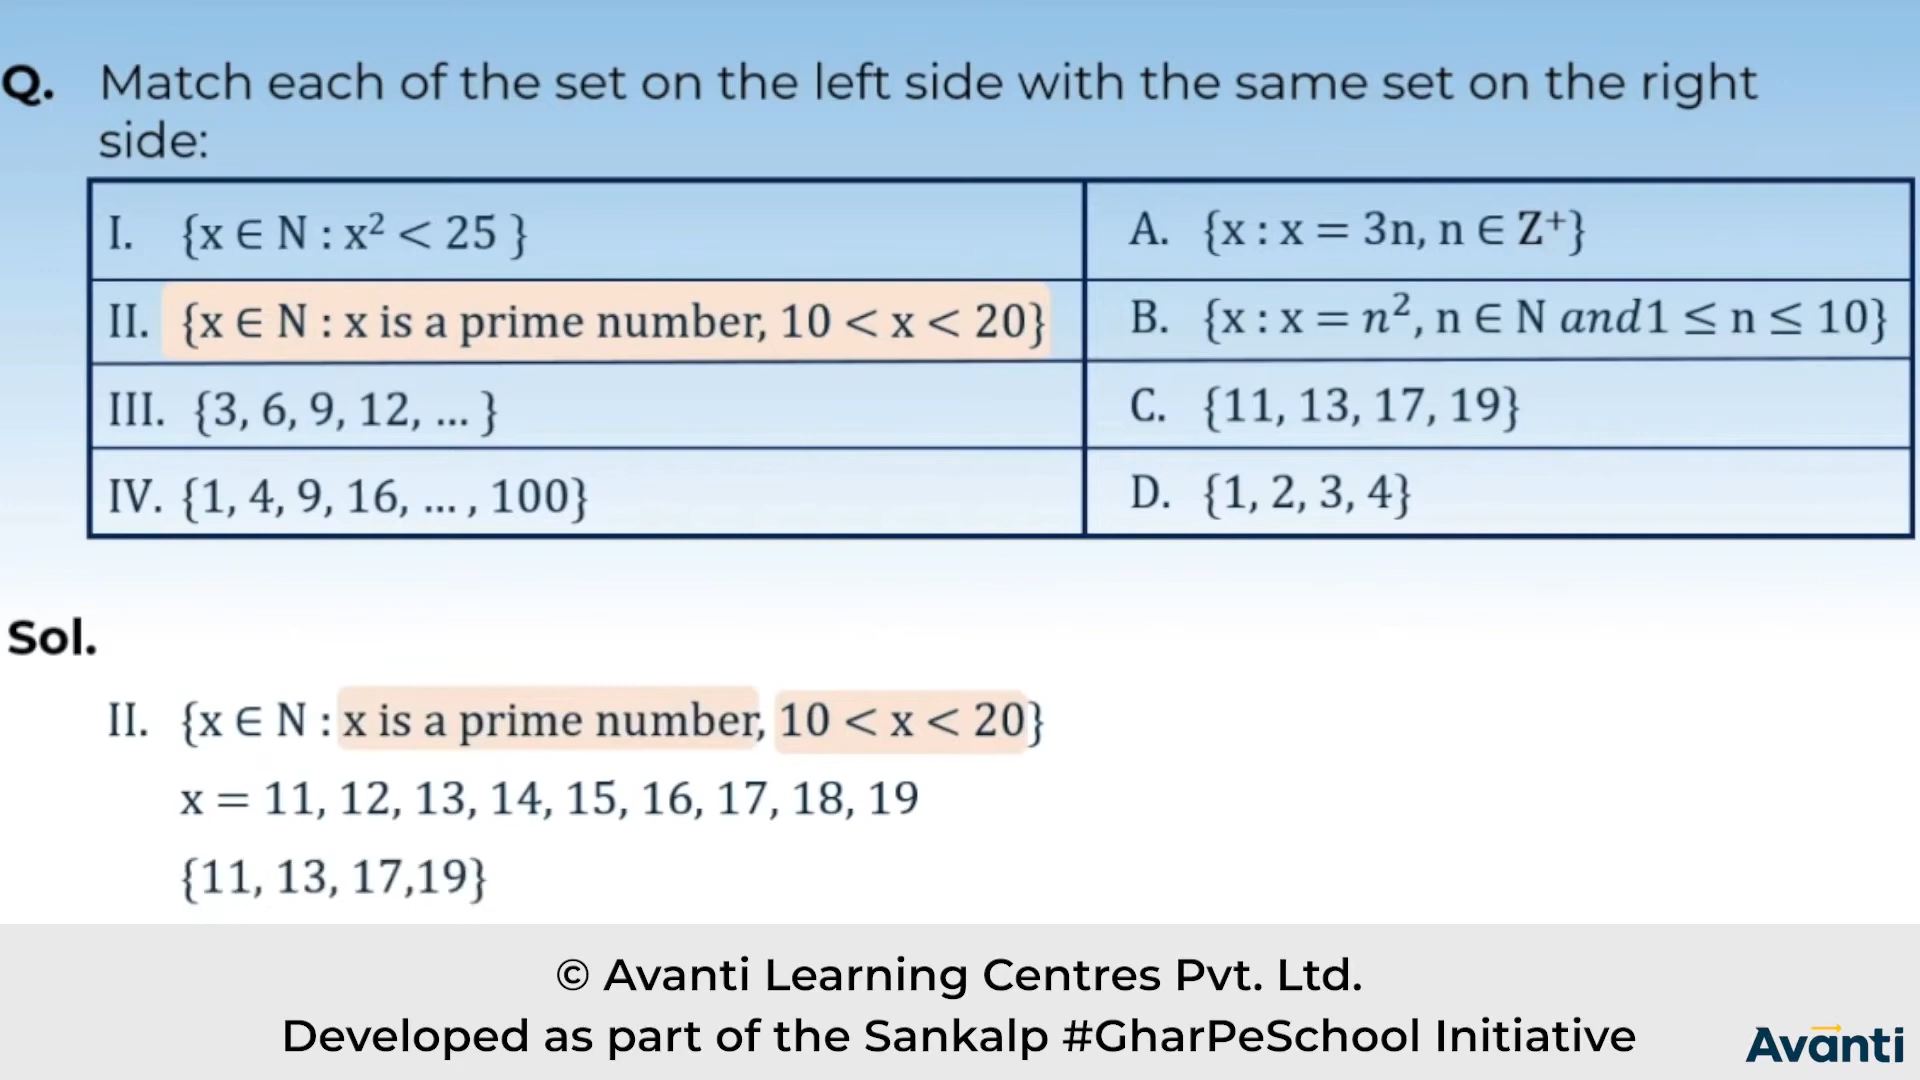 Q. Match each of the set on the left side with the same set on the right
side:
I. {x ∈ N : x² < 25 }
A. {x : x = 3n, n ∈ Z⁺}
II. {x ∈ N : x is a prime number, 10 < x < 20}
B. {x : x = n², n ∈ N and1 ≤ n ≤ 10}
III. {3, 6, 9, 12, ... }
C. {11, 13, 17, 19}
IV. {1, 4, 9, 16, ... , 100}
D. {1, 2, 3, 4}
Sol.
II. {x ∈ N : x is a prime number, 10 < x < 20}
x = 11, 12, 13, 14, 15, 16, 17, 18, 19
{11, 13, 17,19}
© Avanti Learning Centres Pvt. Ltd.
Developed as part of the Sankalp #GharPeSchool Initiative
Avanti